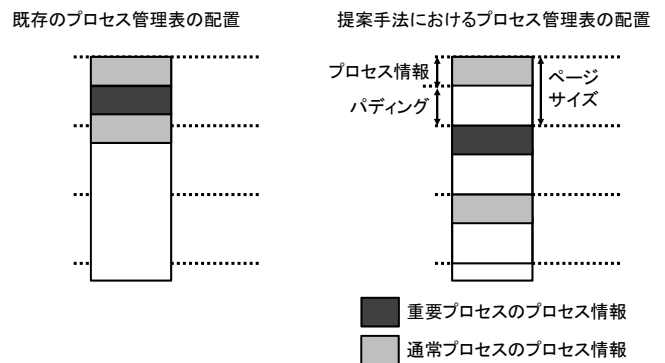 既存のプロセス管理表の配置
提案手法におけるプロセス管理表の配置
プロセス情報
パディング
ページ
サイズ
重要プロセスのプロセス情報
通常プロセスのプロセス情報